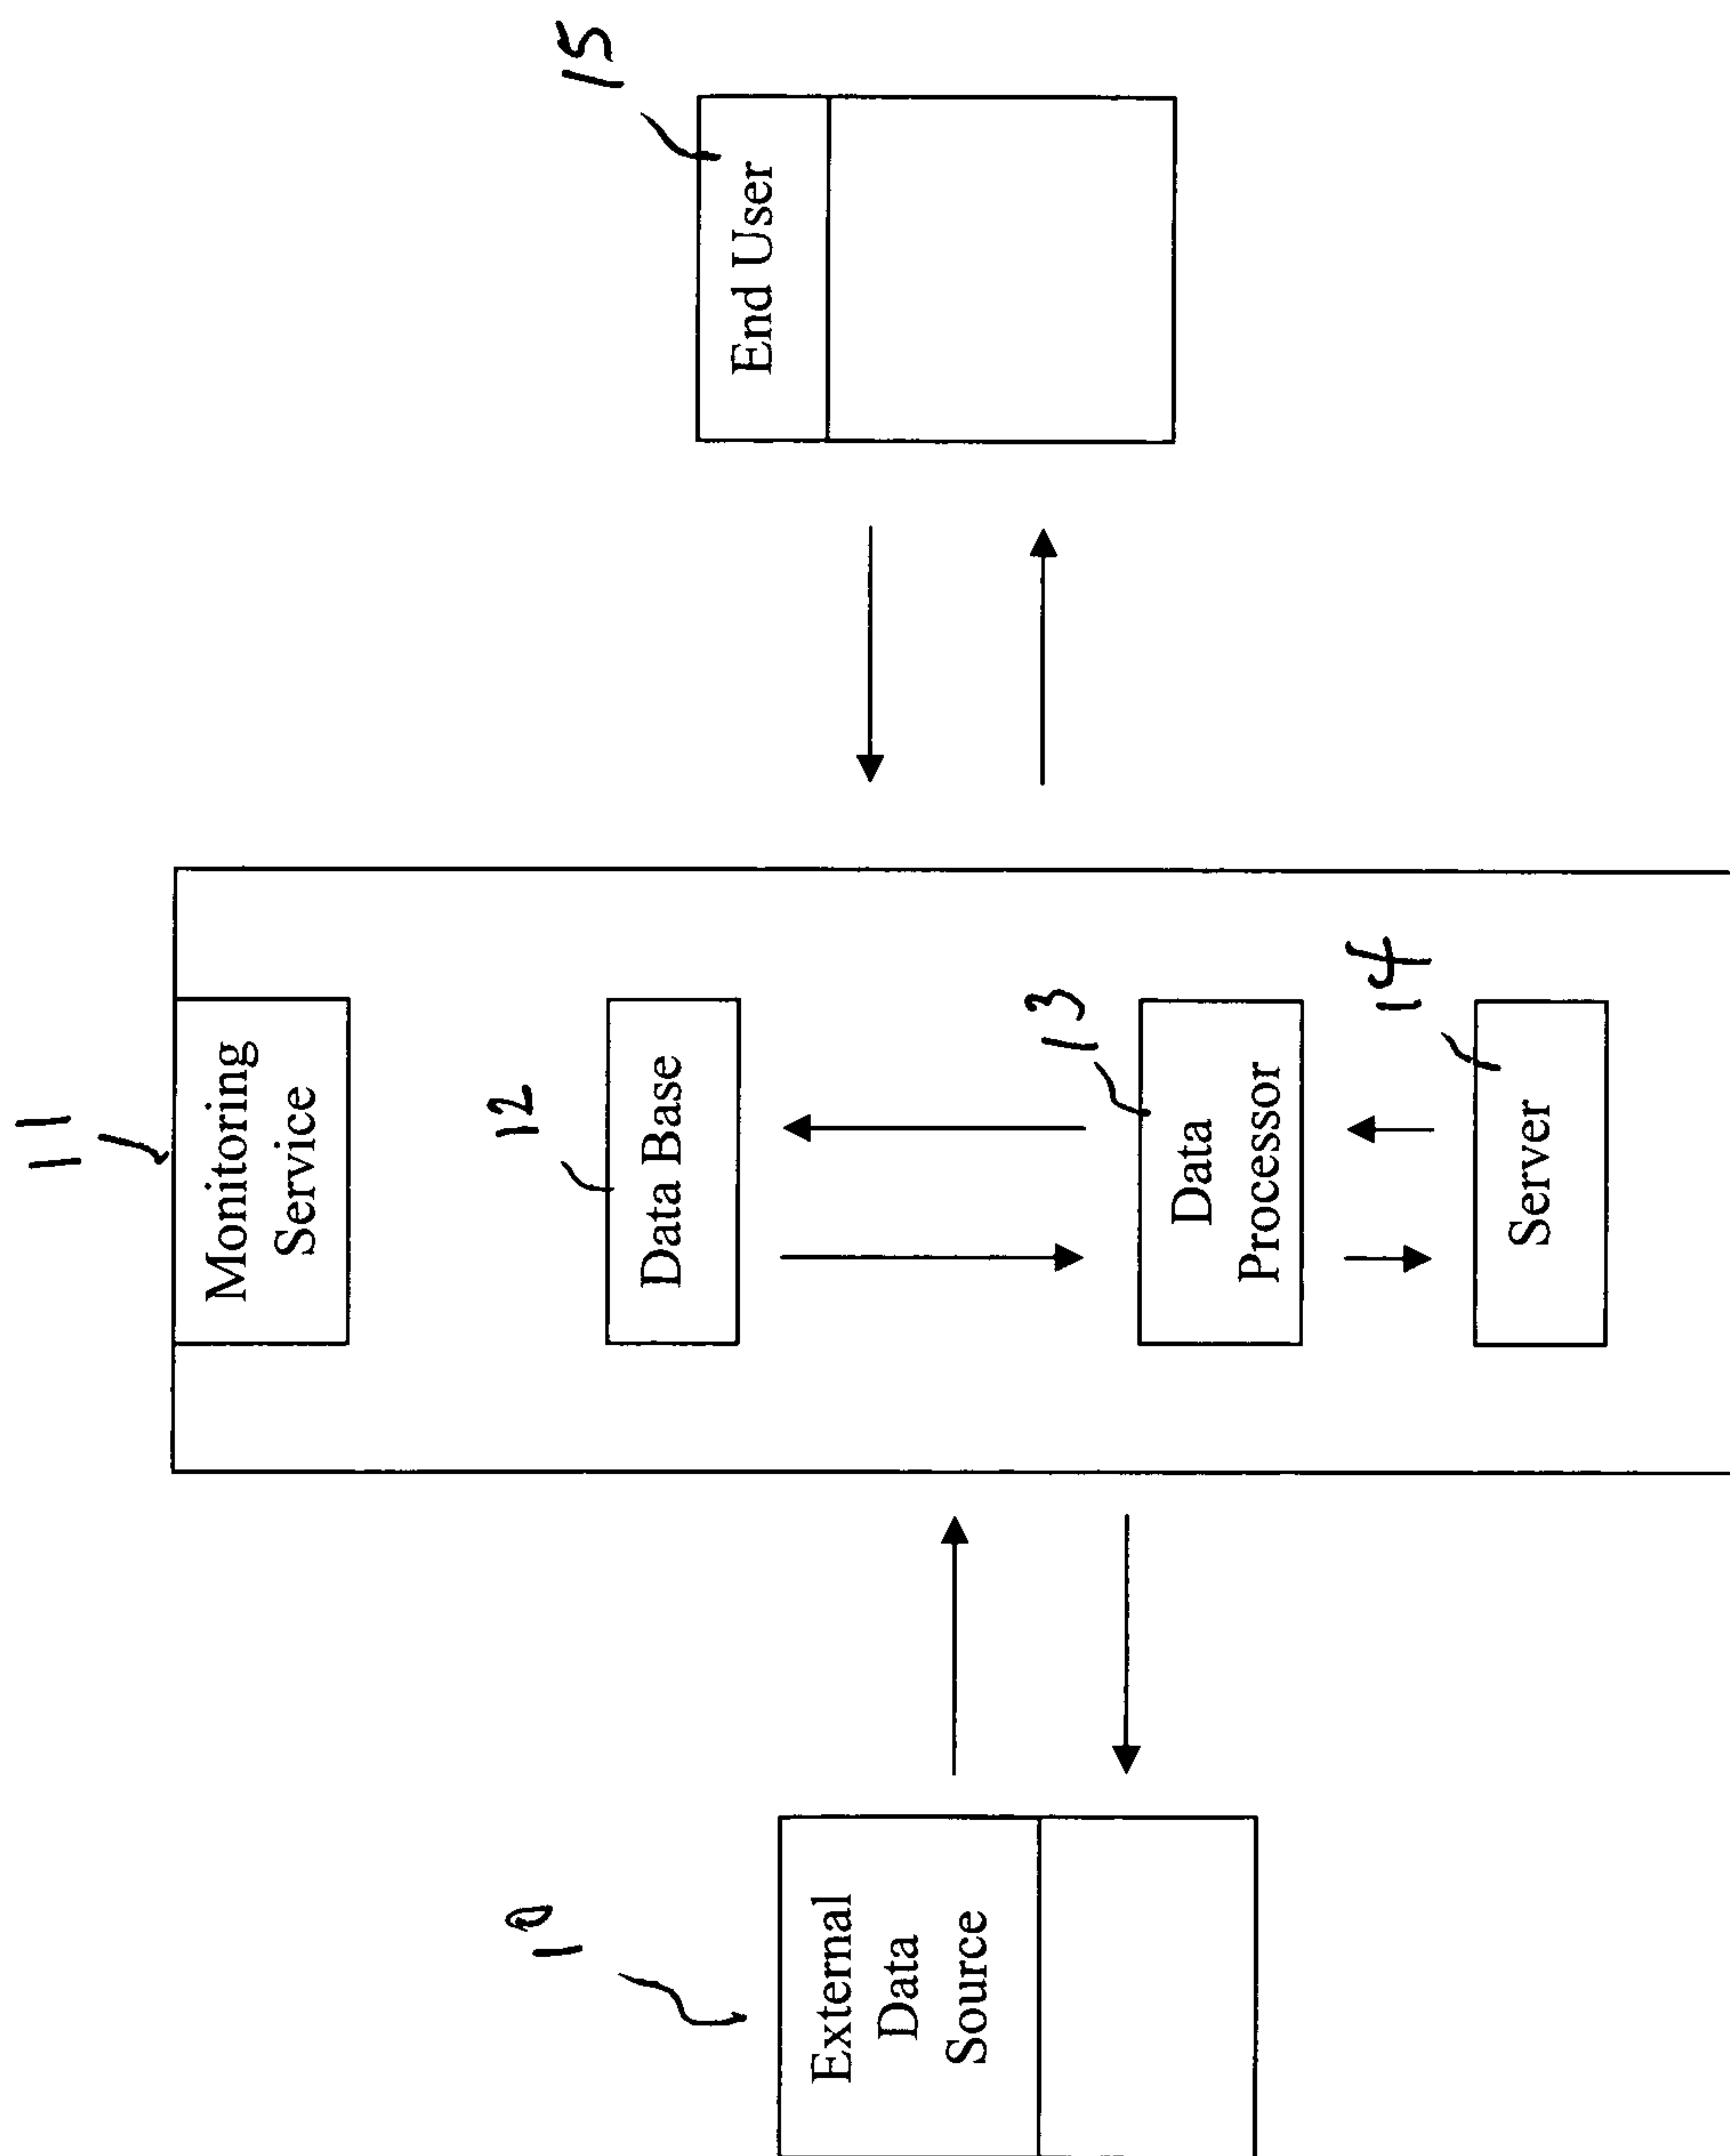 10
External
Data
Source
11
Monitoring
Service
12
Data Base
13
Data
Processor
14
Server
15
End User